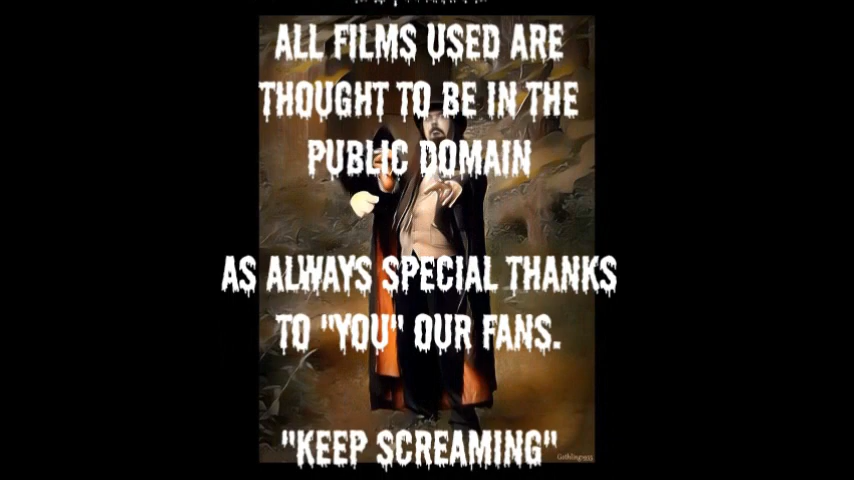 ALL FILMS USED ARE
THOUGHT TO BE IN THE
PUBLIC DOMAIN
AS ALWAYS SPECIAL THANKS
TO "YOU" OUR FANS.
"KEEP SCREAMING"